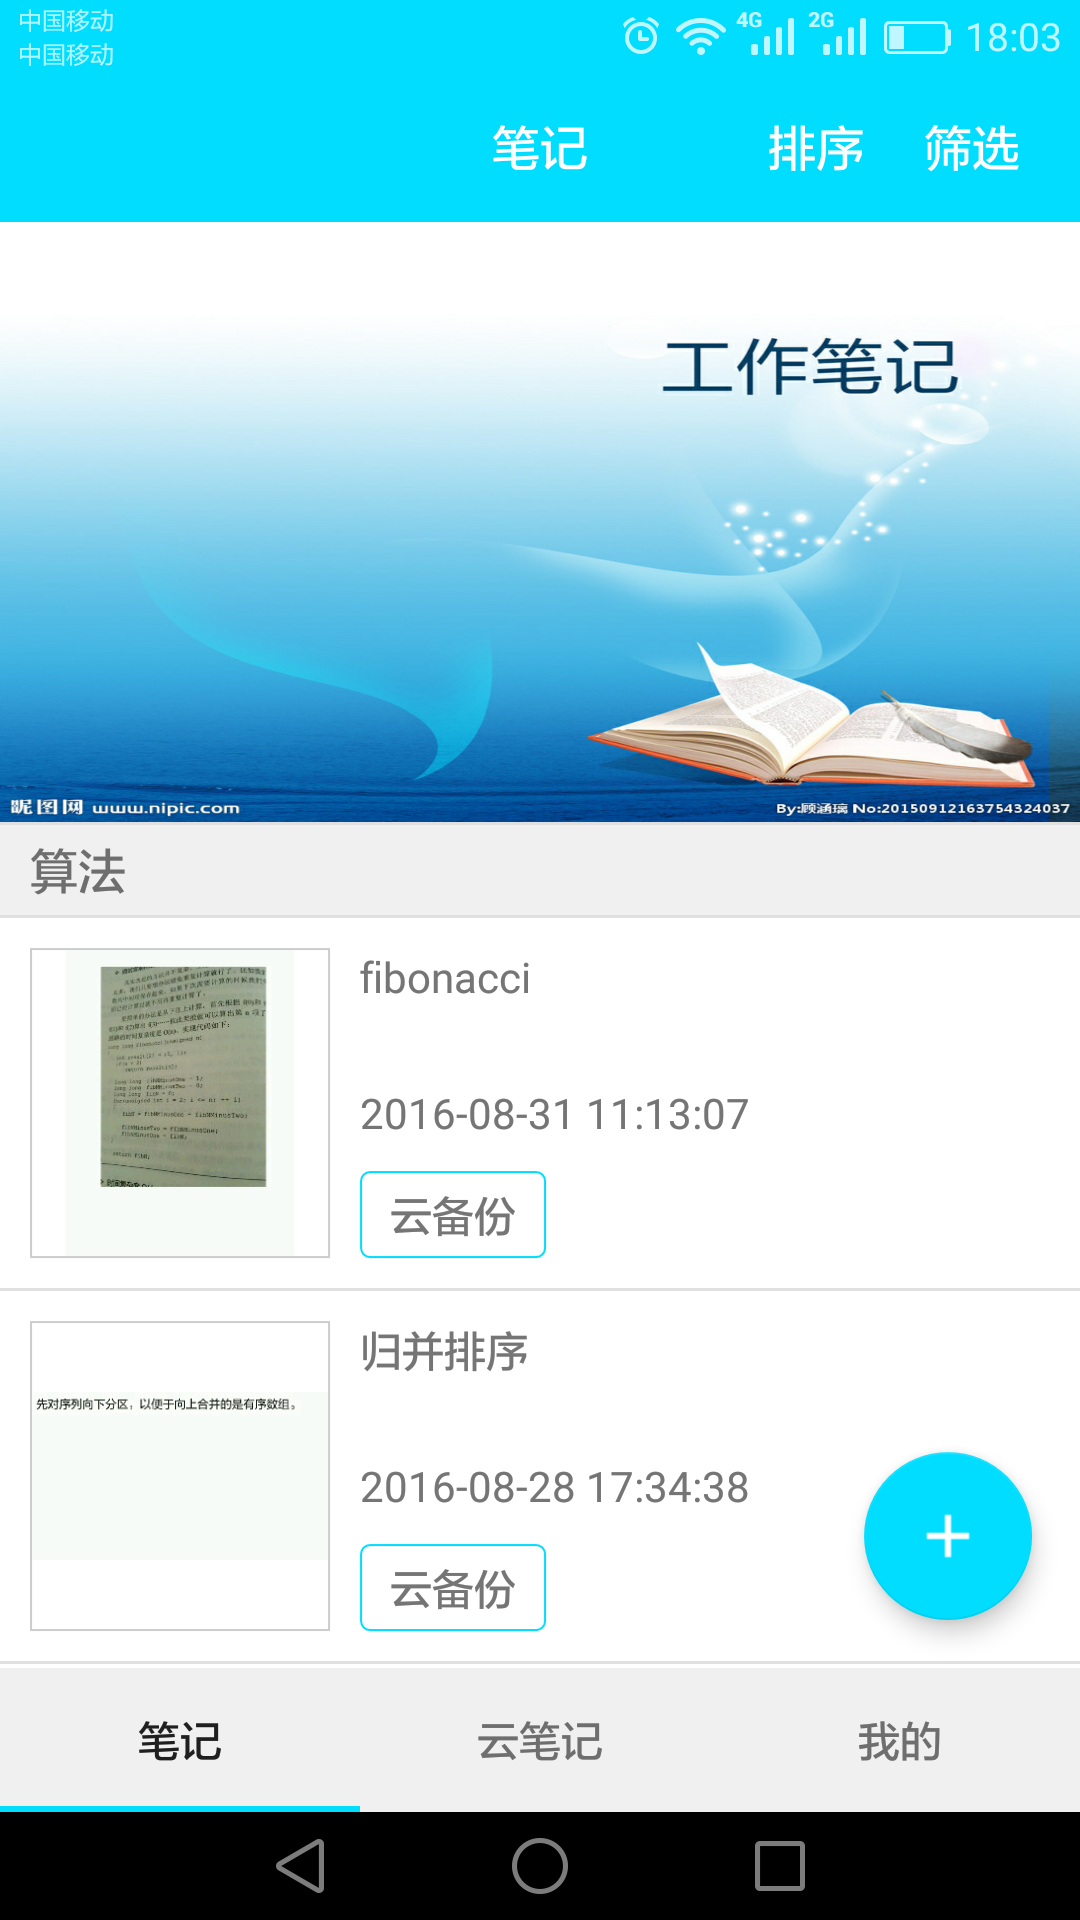 中国移动
中国移动
4G 2G 18:03
笔记 排序 筛选
工作笔记
昵图网 www.nipic.com By:顾涵璃 No:20150912163754324037
算法
fibonacci
2016-08-31 11:13:07
云备份
归并排序
先对序列向下分区，以便于向上合并的是有序数组。
2016-08-28 17:34:38
云备份
笔记 云笔记 我的